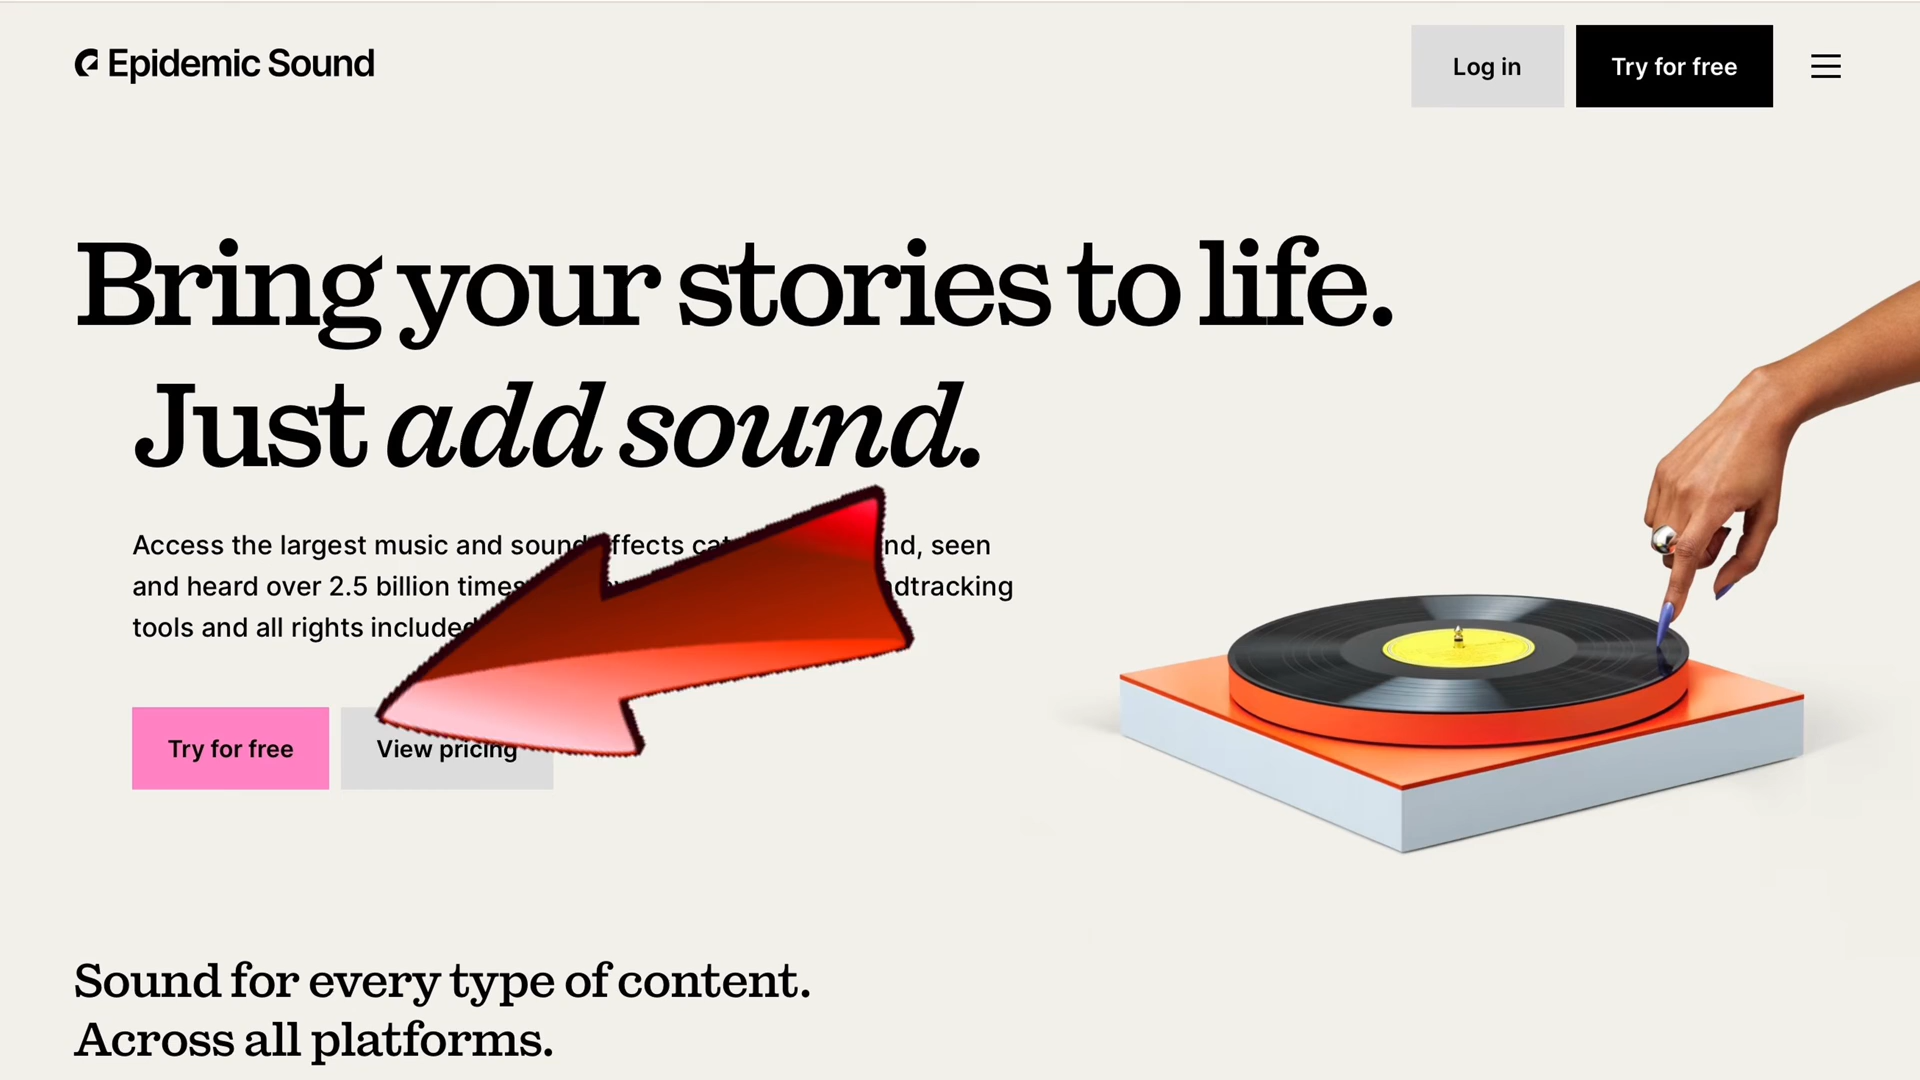 Epidemic Sound
Log in
Try for free
Bring your stories to life.
Just add sound.
Access the largest music and sound effects nd, seen
and heard over 2.5 billion times
tools and all rights included
Try for free
View pricing
Sound for every type of content.
Across all platforms.